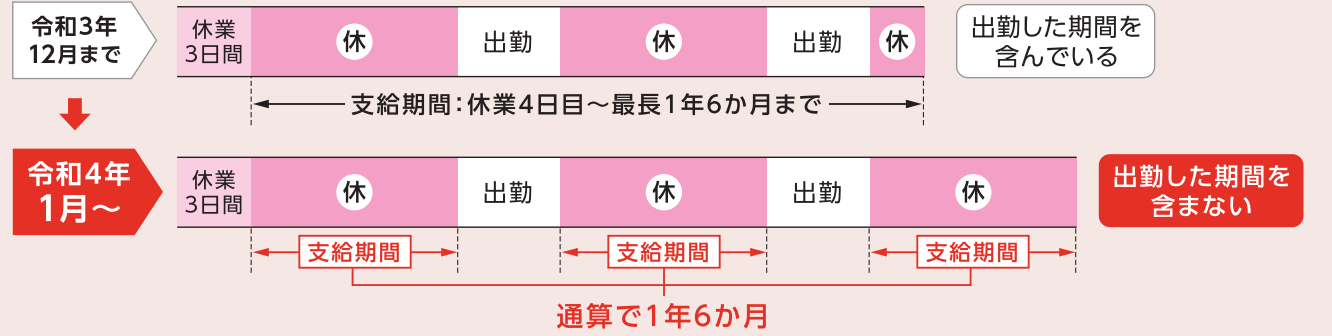 令和3年
12月まで
休業
3日間
休
出勤
休
出勤
休
出勤した期間を
含んでいる
支給期間：休業4日目～最長1年6か月まで
令和4年
1月～
休業
3日間
休
出勤
休
出勤
休
出勤した期間を
含まない
支給期間
支給期間
支給期間
通算で1年6か月